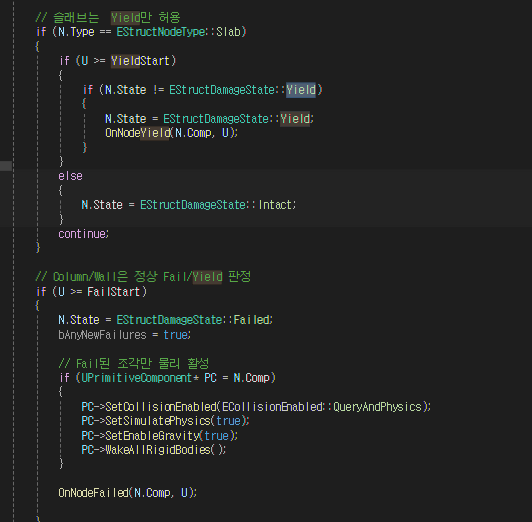 // 슬래브는  Yield만 허용
if (N.Type == EStructNodeType::Slab)
{
if (U >= YieldStart)
{
if (N.State != EStructDamageState::Yield)
{
N.State = EStructDamageState::Yield;
OnNodeYield(N.Comp, U);
}
}
else
{
N.State = EStructDamageState::Intact;
}
continue;
}
// Column/Wall은 정상 Fail/Yield 판정
if (U >= FailStart)
{
N.State = EStructDamageState::Failed;
bAnyNewFailures = true;
// Fail된 조각만 물리 활성
if (UPrimitiveComponent* PC = N.Comp)
{
PC->SetCollisionEnabled(ECollisionEnabled::QueryAndPhysics);
PC->SetSimulatePhysics(true);
PC->SetEnableGravity(true);
PC->WakeAllRigidBodies();
}
OnNodeFailed(N.Comp, U);
}